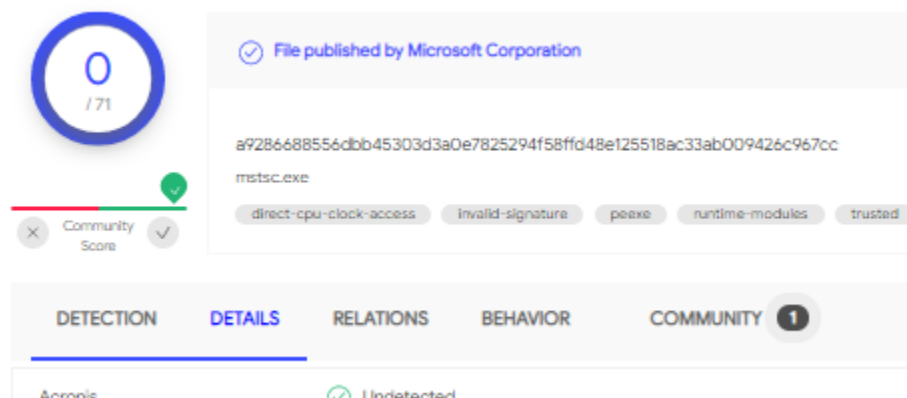 0
/ 71
File published by Microsoft Corporation
a9286688556dbb45303d3a0e7825294f58ffd48e125518ac33ab009426c967cc
mstsc.exe
direct-cpu-clock-access invalid-signature peexe runtime-modules trusted
Community
Score
DETECTION DETAILS RELATIONS BEHAVIOR COMMUNITY 1
Acronis Undetected